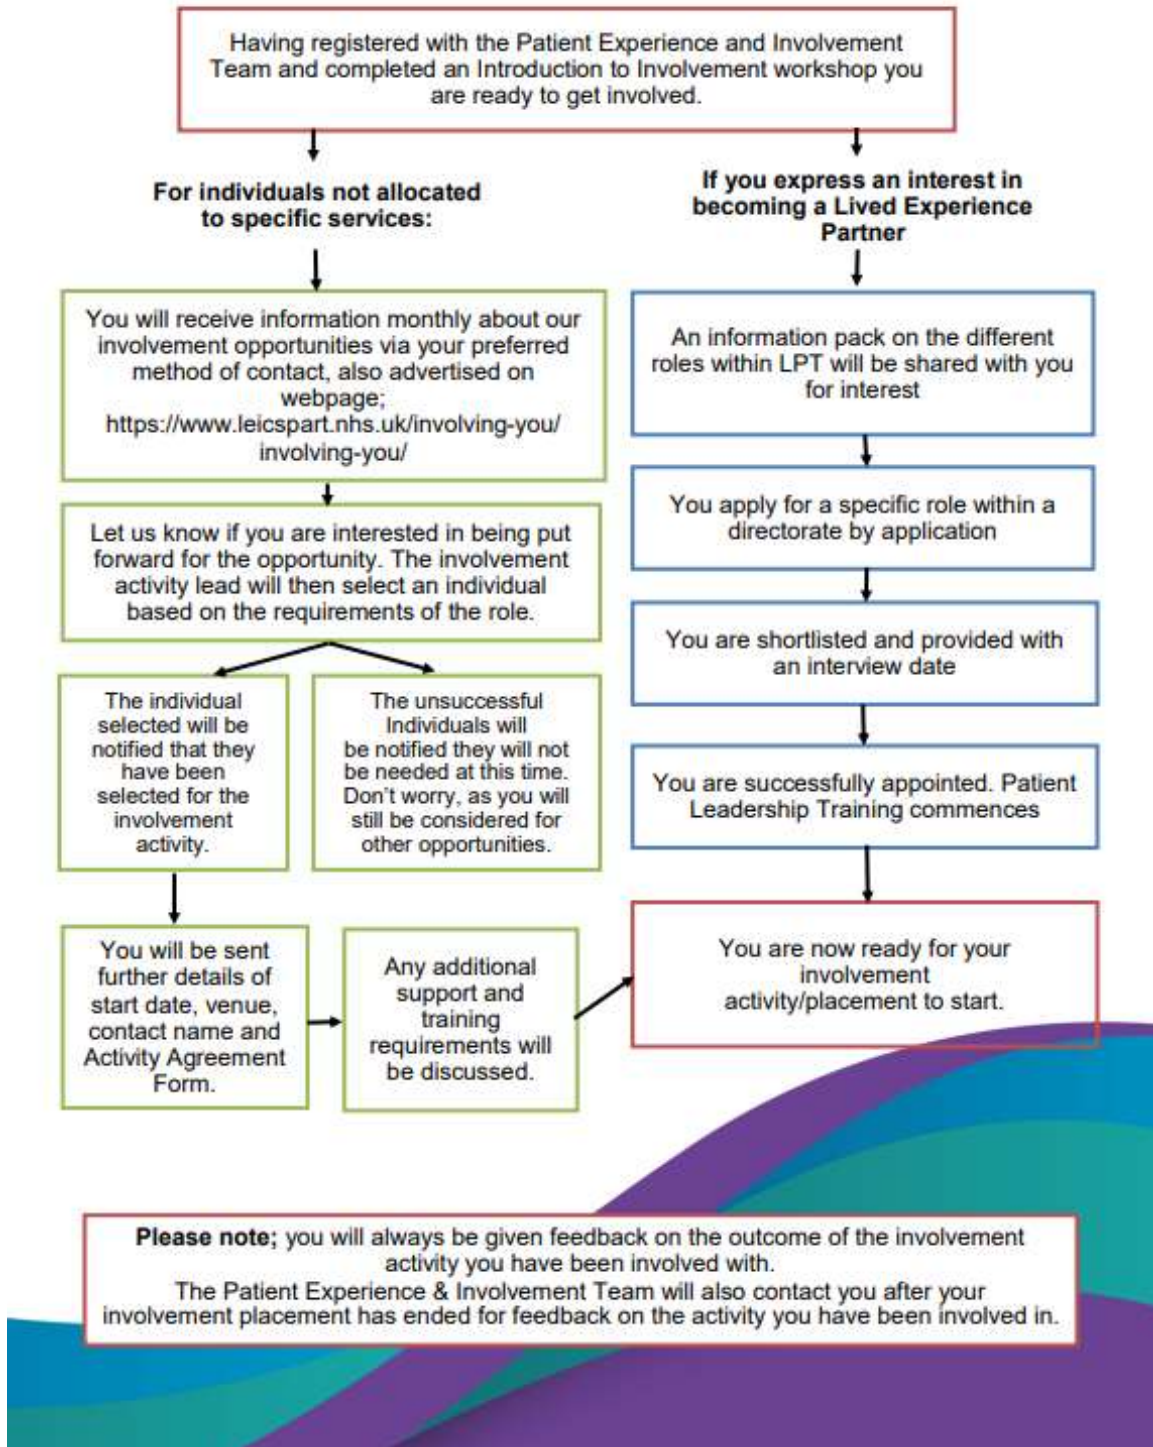 Having registered with the Patient Experience and Involvement
Team and completed an Introduction to Involvement workshop you
are ready to get involved.
For individuals not allocated
to specific services:
You will receive information monthly about our
involvement opportunities via your preferred
method of contact, also advertised on
webpage;
https://www.leicspart.nhs.uk/involving-you/
involving-you/
Let us know if you are interested in being put
forward for the opportunity. The involvement
activity lead will then select an individual
based on the requirements of the role.
The individual
selected will be
notified that they
have been
selected for the
involvement
activity.
The unsuccessful
Individuals will
be notified they will not
be needed at this time.
Don't worry, as you will
still be considered for
other opportunities.
You will be sent
further details of
start date, venue,
contact name and
Activity Agreement
Form.
Any additional
support and
training
requirements will
be discussed.
If you express an interest in
becoming a Lived Experience
Partner
An information pack on the different
roles within LPT will be shared with you
for interest
You apply for a specific role within a
directorate by application
You are shortlisted and provided with
an interview date
You are successfully appointed. Patient
Leadership Training commences
You are now ready for your
involvement
activity/placement to start.
Please note; you will always be given feedback on the outcome of the involvement
activity you have been involved with.
The Patient Experience & Involvement Team will also contact you after your
involvement placement has ended for feedback on the activity you have been involved in.